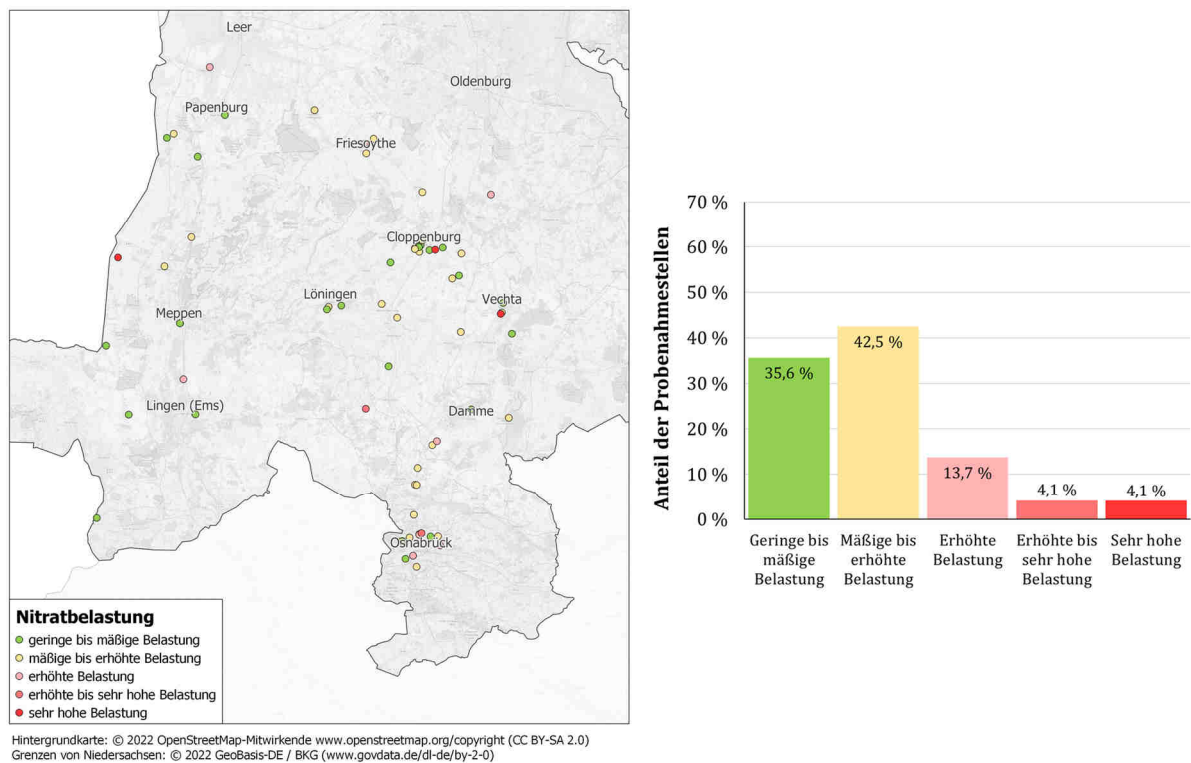 Leer
Oldenburg
Papenburg
Friesoythe
Cloppenburg
Löningen
Vechta
Meppen
Lingen (Ems)
Damme
Osnabrück
Nitratbelastung
geringe bis mäßige Belastung
mäßige bis erhöhte Belastung
erhöhte Belastung
erhöhte bis sehr hohe Belastung
sehr hohe Belastung
Hintergrundkarte: © 2022 OpenStreetMap-Mitwirkende www.openstreetmap.org/copyright (CC BY-SA 2.0)
Grenzen von Niedersachsen: © 2022 GeoBasis-DE / BKG (www.govdata.de/dl-de/by-2-0)
Anteil der Probenahmestellen
70 %
60 %
50 %
40 %
30 %
20 %
10 %
0 %
35,6 %
42,5 %
13,7 %
4,1 %
4,1 %
Geringe bis
mäßige
Belastung
Mäßige bis
erhöhte
Belastung
Erhöhte
Belastung
Erhöhte bis
sehr hohe
Belastung
Sehr hohe
Belastung